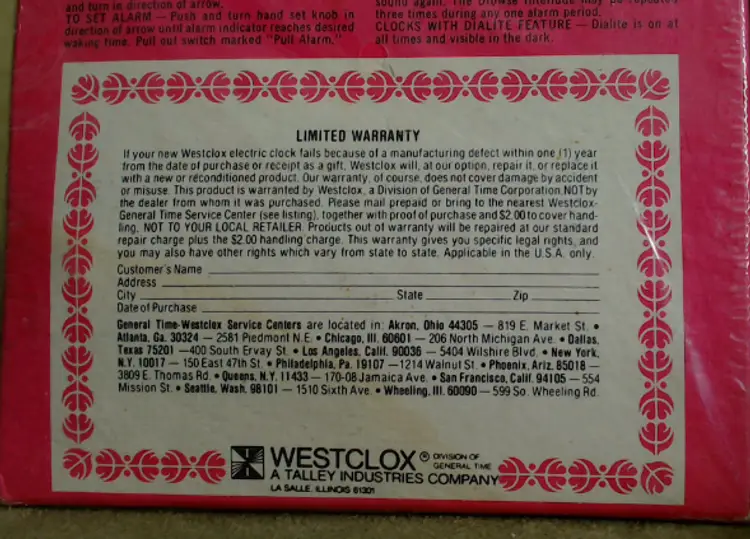 and turn in direction of arrow.
TO SET ALARM — Push and turn hand set knob in
direction of arrow until alarm indicator reaches desired
waking time. Pull out switch marked "Pull Alarm."
sound again. The Drowse Interlude may be repeated
three times during any one alarm period.
CLOCKS WITH DIALITE FEATURE — Dialite is on at
all times and visible in the dark.
LIMITED WARRANTY
If your new Westclox electric clock fails because of a manufacturing defect within one (1) year
from the date of purchase or receipt as a gift, Westclox will, at our option, repair it, or replace it
with a new or reconditioned product. Our warranty, of course, does not cover damage by accident
or misuse. This product is warranted by Westclox, a Division of General Time Corporation, NOT by
the dealer from whom it was purchased. Please mail prepaid or bring to the nearest Westclox-
General Time Service Center (see listing), together with proof of purchase and $2.00 to cover hand-
ling, NOT TO YOUR LOCAL RETAILER. Products out of warranty will be repaired at our standard
repair charge plus the $2.00 handling charge. This warranty gives you specific legal rights, and
you may also have other rights which vary from state to state. Applicable in the U.S.A. only.
Customer's Name
Address
City State Zip
Date of Purchase
General Time-Westclox Service Centers are located in: Akron, Ohio 44305 — 819 E. Market St. •
Atlanta, Ga. 30324 — 2581 Piedmont N.E. • Chicago, Ill. 60601 — 206 North Michigan Ave. • Dallas,
Texas 75201 — 400 South Ervay St. • Los Angeles, Calif. 90036 — 5404 Wilshire Blvd. • New York,
N.Y. 10017 — 150 East 47th St. • Philadelphia, Pa. 19107 — 1214 Walnut St. • Phoenix, Ariz. 85018 —
3809 E. Thomas Rd. • Queens, N.Y. 11433 — 170-08 Jamaica Ave. • San Francisco, Calif. 94105 — 554
Mission St. • Seattle, Wash. 98101 — 1510 Sixth Ave. • Wheeling, Ill. 60090 — 599 So. Wheeling Rd.
WESTCLOX ® DIVISION OF
GENERAL TIME
A TALLEY INDUSTRIES COMPANY
LA SALLE, ILLINOIS 61301